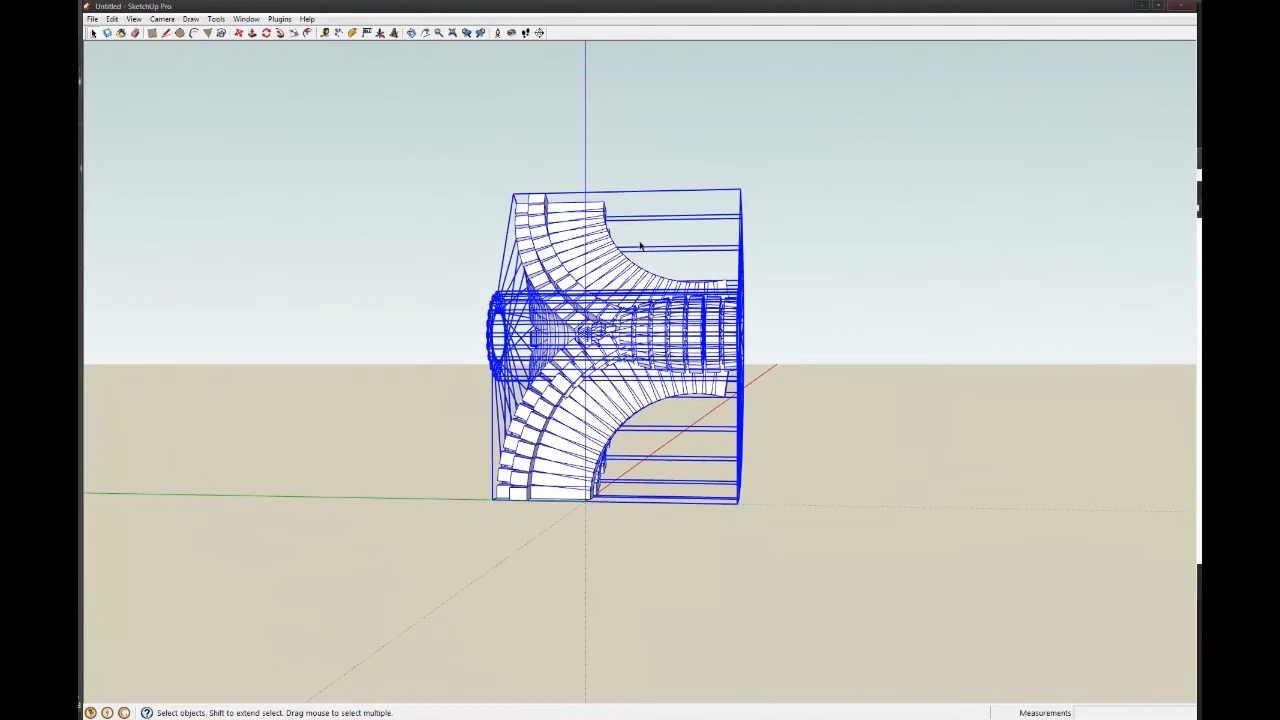 Untitled - SketchUp Pro
File Edit View Camera Draw Tools Window Plugins Help
Select objects. Shift to extend select. Drag mouse to select multiple.
Measurements